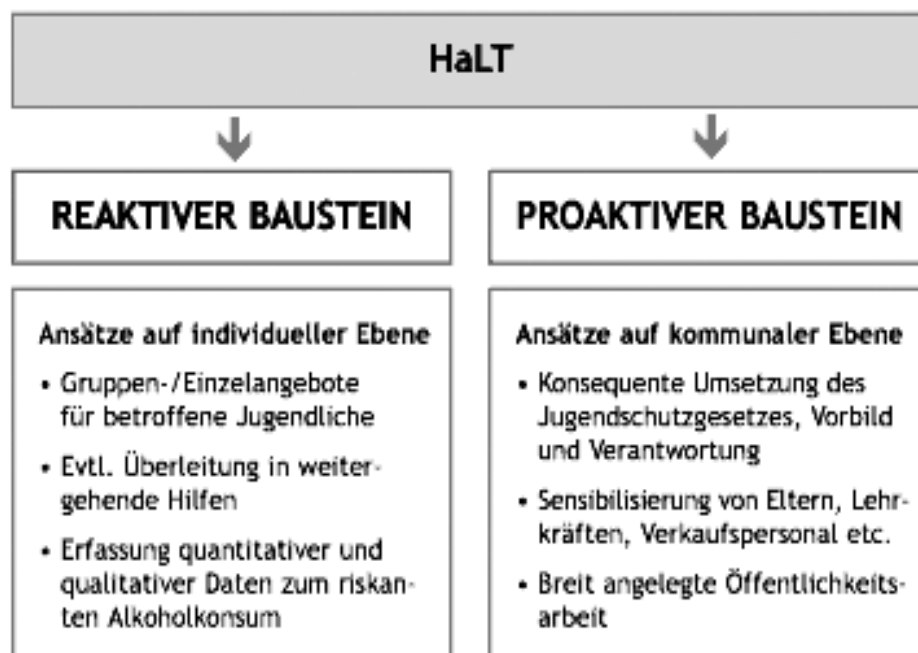 HaLT
REAKTIVER BAUSTEIN
Ansätze auf individueller Ebene
• Gruppen-/Einzelangebote
für betroffene Jugendliche
• Evtl. Überleitung in weiter-
gehende Hilfen
• Erfassung quantitativer und
qualitativer Daten zum riskan-
ten Alkoholkonsum
PROAKTIVER BAUSTEIN
Ansätze auf kommunaler Ebene
• Konsequente Umsetzung des
Jugendschutzgesetzes, Vorbild
und Verantwortung
• Sensibilisierung von Eltern, Lehr-
kräften, Verkaufspersonal etc.
• Breit angelegte Öffentlichkeits-
arbeit